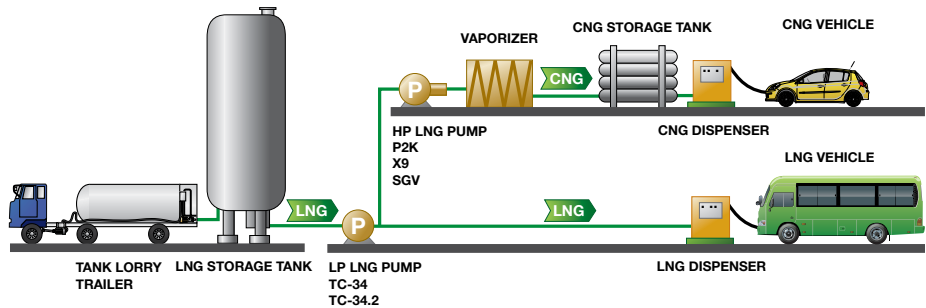 CNG STORAGE TANK
CNG VEHICLE
VAPORIZER
CNG
P
HP LNG PUMP
P2K
X9
SGV
CNG DISPENSER
LNG VEHICLE
LNG
P
LNG
TANK LORRY
TRAILER
LNG STORAGE TANK
LP LNG PUMP
TC-34
TC-34.2
LNG DISPENSER